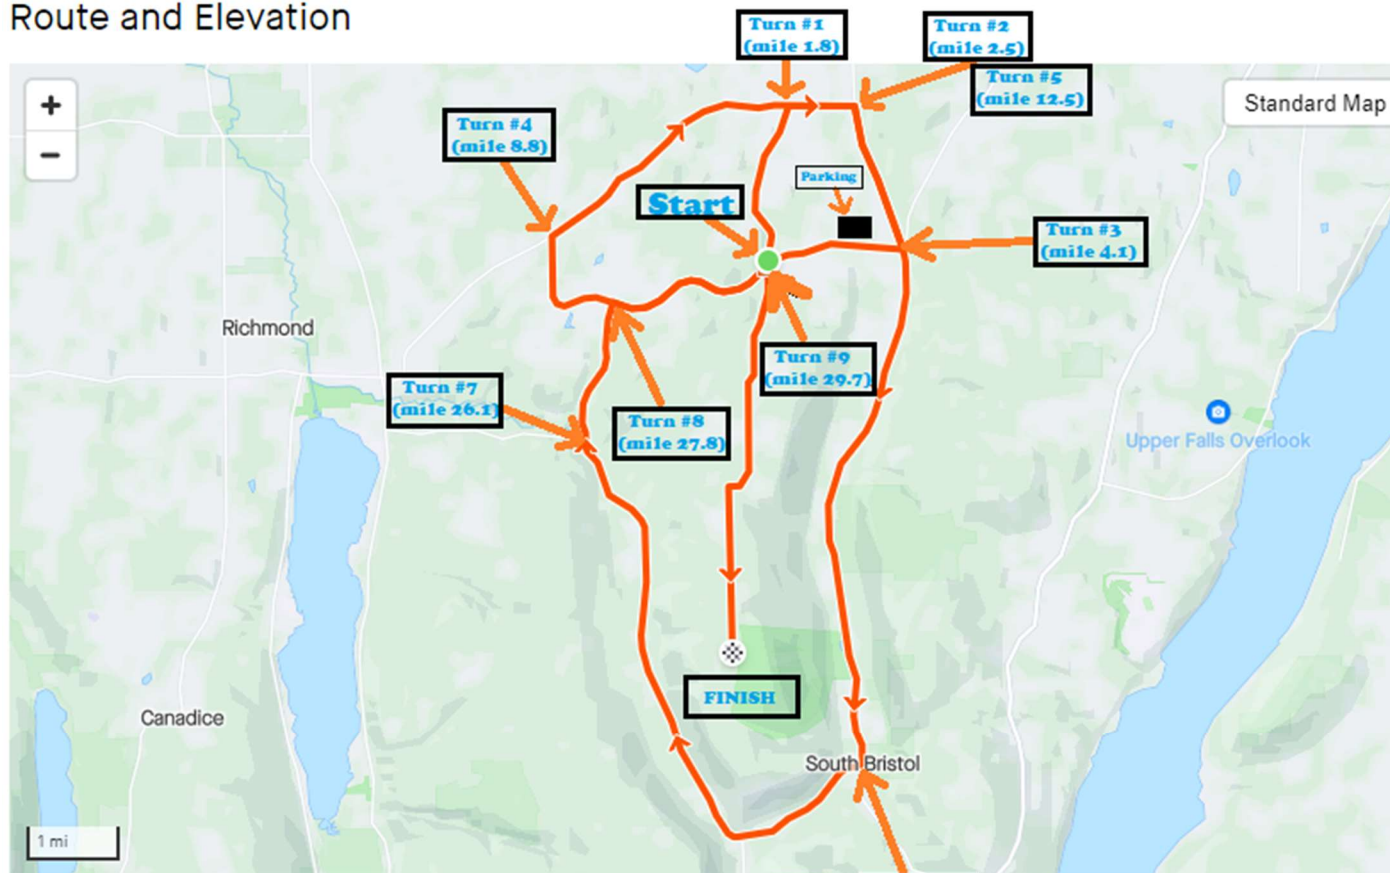 Route and Elevation
Turn #1
(mile 1.8)
Turn #2
(mile 2.5)
Turn #5
(mile 12.5)
+
−
Standard Map
Turn #4
(mile 8.8)
Parking
Start
Turn #3
(mile 4.1)
Richmond
Turn #9
(mile 29.7)
Turn #7
(mile 26.1)
Turn #8
(mile 27.8)
Upper Falls Overlook
FINISH
Canadice
South Bristol
1 mi